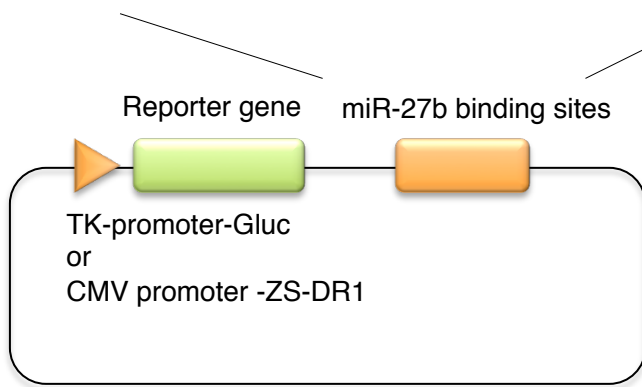 Reporter gene
miR-27b binding sites
TK-promoter-Gluc
or
CMV promoter -ZS-DR1